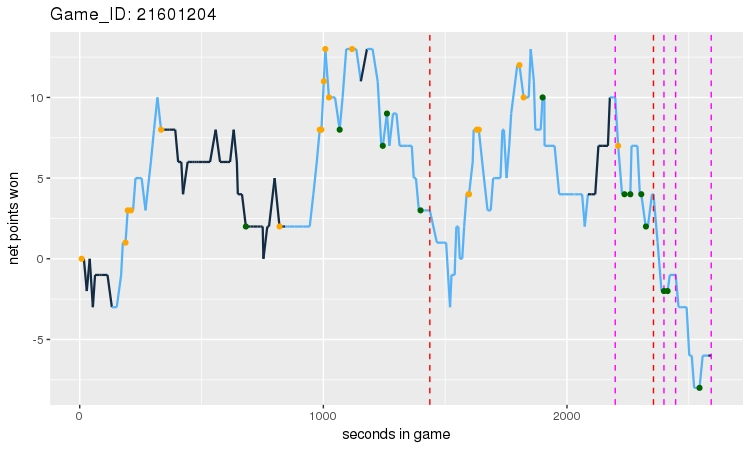 Game_ID: 21601204
10
5
0
-5
net points won
0 1000 2000
seconds in game